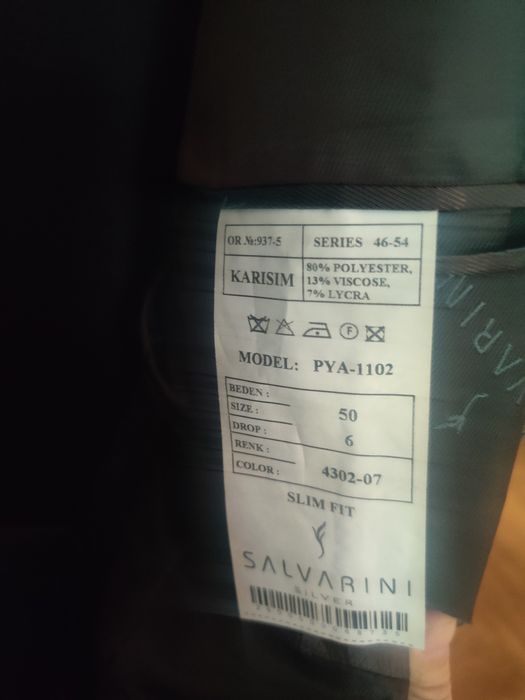 OR №:937-5 SERIES 46-54
KARISIM 80% POLYESTER,
13% VISCOSE,
7% LYCRA
F
MODEL: PYA-1102
BEDEN :
SIZE : 50
DROP : 6
RENK :
COLOR : 4302-07
SLIM FIT
SALVARINI
SILVER